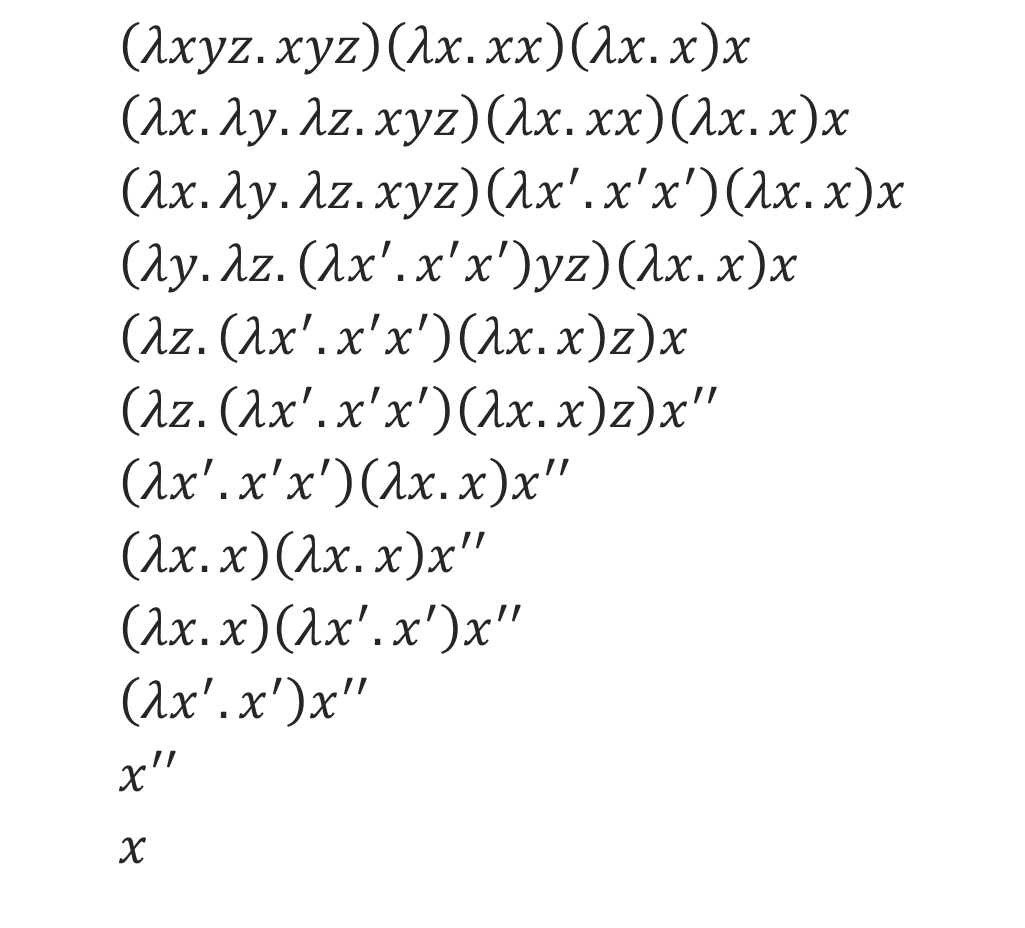 (λxyz. xyz)(λx. xx)(λx. x)x
(λx. λy. λz. xyz)(λx. xx)(λx. x)x
(λx. λy. λz. xyz)(λx′. x′x′)(λx. x)x
(λy. λz. (λx′. x′x′)yz)(λx. x)x
(λz. (λx′. x′x′)(λx. x)z)x
(λz. (λx′. x′x′)(λx. x)z)x′′
(λx′. x′x′)(λx. x)x′′
(λx. x)(λx. x)x′′
(λx. x)(λx′. x′)x′′
(λx′. x′)x′′
x′′
x